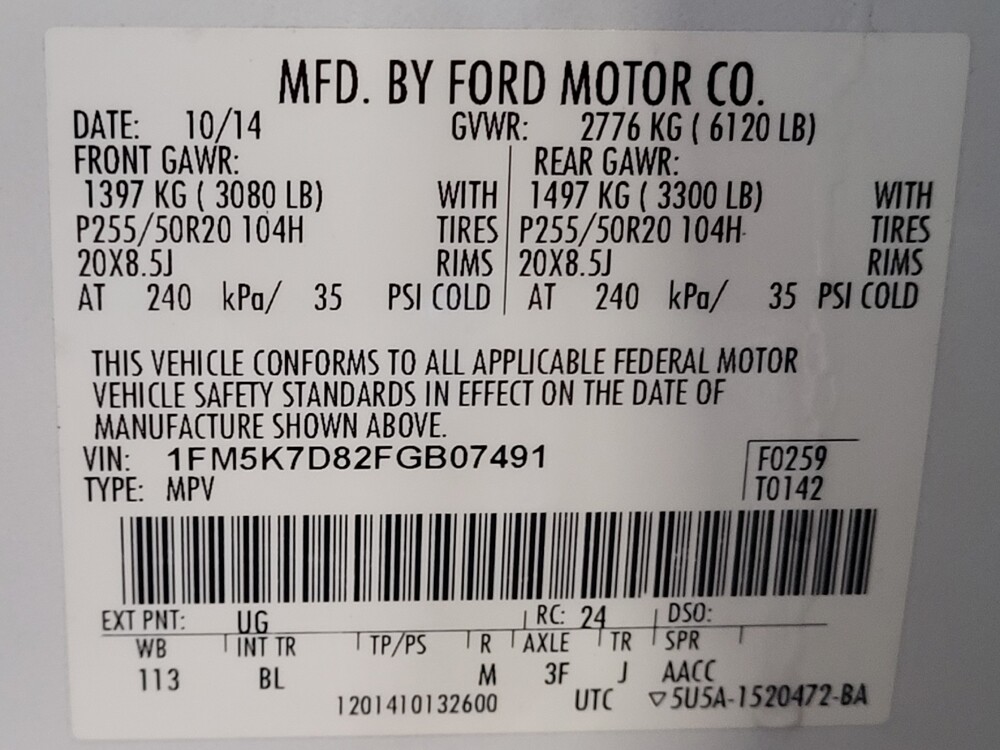 MFD. BY FORD MOTOR CO.
DATE: 10/14 GVWR: 2776 KG ( 6120 LB)
FRONT GAWR: REAR GAWR:
1397 KG ( 3080 LB) WITH 1497 KG ( 3300 LB) WITH
P255/50R20 104H TIRES P255/50R20 104H TIRES
20X8.5J RIMS 20X8.5J RIMS
AT 240 kPa/ 35 PSI COLD AT 240 kPa/ 35 PSI COLD
THIS VEHICLE CONFORMS TO ALL APPLICABLE FEDERAL MOTOR
VEHICLE SAFETY STANDARDS IN EFFECT ON THE DATE OF
MANUFACTURE SHOWN ABOVE.
VIN: 1FM5K7D82FGB07491 F0259
TYPE: MPV T0142
EXT PNT: UG RC: 24 DSO:
WB INT TR TP/PS R AXLE TR SPR
113 BL M 3F J AACC
1201410132600 UTC ▽5U5A-1520472-BA